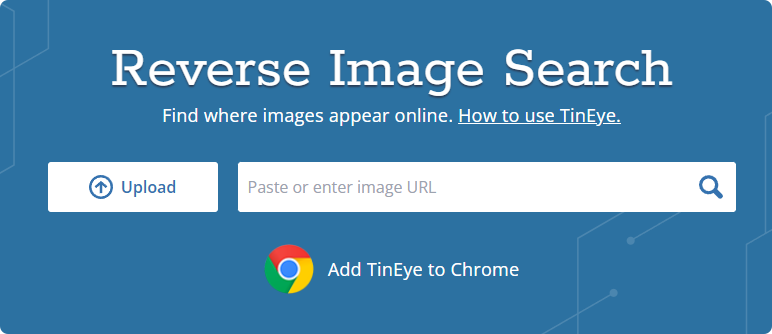 Reverse Image Search
Find where images appear online. How to use TinEye.
Upload
Paste or enter image URL
Add TinEye to Chrome